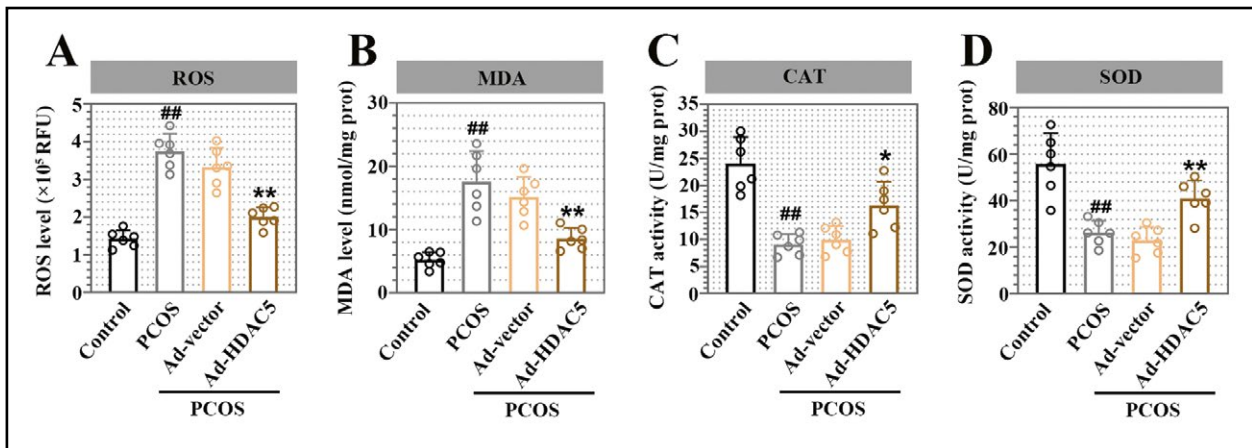 A
ROS
ROS level (×10⁵ RFU)
5
4
3
2
1
0
##
**
Control
PCOS
Ad-vector
Ad-HDAC5
PCOS
B
MDA
MDA level (nmol/mg prot)
30
20
10
0
##
**
Control
PCOS
Ad-vector
Ad-HDAC5
PCOS
C
CAT
CAT activity (U/mg prot)
35
30
25
20
15
10
5
0
##
*
Control
PCOS
Ad-vector
Ad-HDAC5
PCOS
D
SOD
SOD activity (U/mg prot)
80
60
40
20
0
##
**
Control
PCOS
Ad-vector
Ad-HDAC5
PCOS